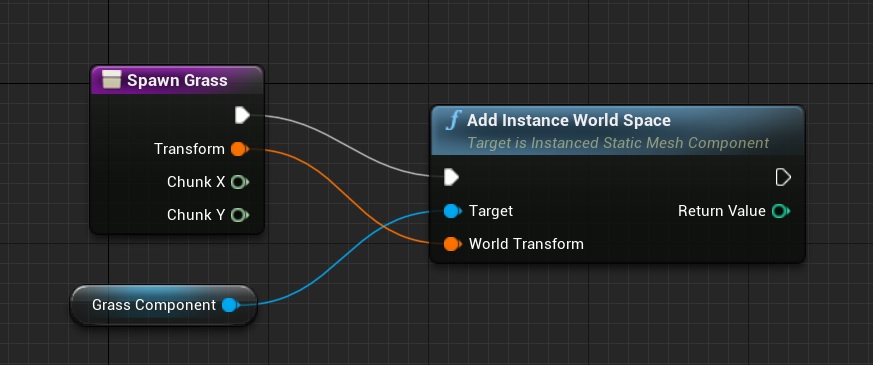 Spawn Grass
Transform
Chunk X
Chunk Y
Grass Component
f Add Instance World Space
Target is Instanced Static Mesh Component
Target Return Value
World Transform